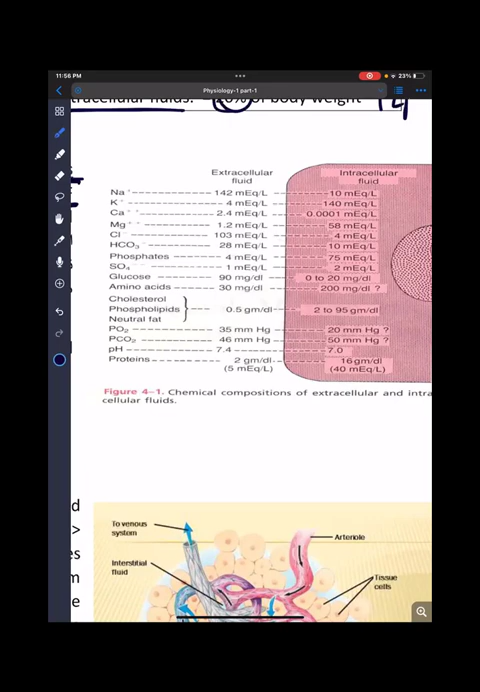 11:56 PM
23%
Physiology-1 part-1
tracellular fluids: 20% of body weight
Extracellular fluid Intracellular fluid
Na+ 142 mEq/L 10 mEq/L
K+ 4 mEq/L 140 mEq/L
Ca++ 2.4 mEq/L 0.0001 mEq/L
Mg++ 1.2 mEq/L 58 mEq/L
Cl- 103 mEq/L 4 mEq/L
HCO3- 28 mEq/L 10 mEq/L
Phosphates 4 mEq/L 75 mEq/L
SO4-- 1 mEq/L 2 mEq/L
Glucose 90 mg/dl 0 to 20 mg/dl
Amino acids 30 mg/dl 200 mg/dl ?
Cholesterol
Phospholipids 0.5 gm/dl 2 to 95 gm/dl
Neutral fat
PO2 35 mm Hg 20 mm Hg ?
PCO2 46 mm Hg 50 mm Hg ?
pH 7.4 7.0
Proteins 2 gm/dl 16 gm/dl
(5 mEq/L) (40 mEq/L)
Figure 4–1. Chemical compositions of extracellular and intra
cellular fluids.
d
>
es
m
e
To venous
system
Arteriole
Interstitial
fluid
Tissue
cells